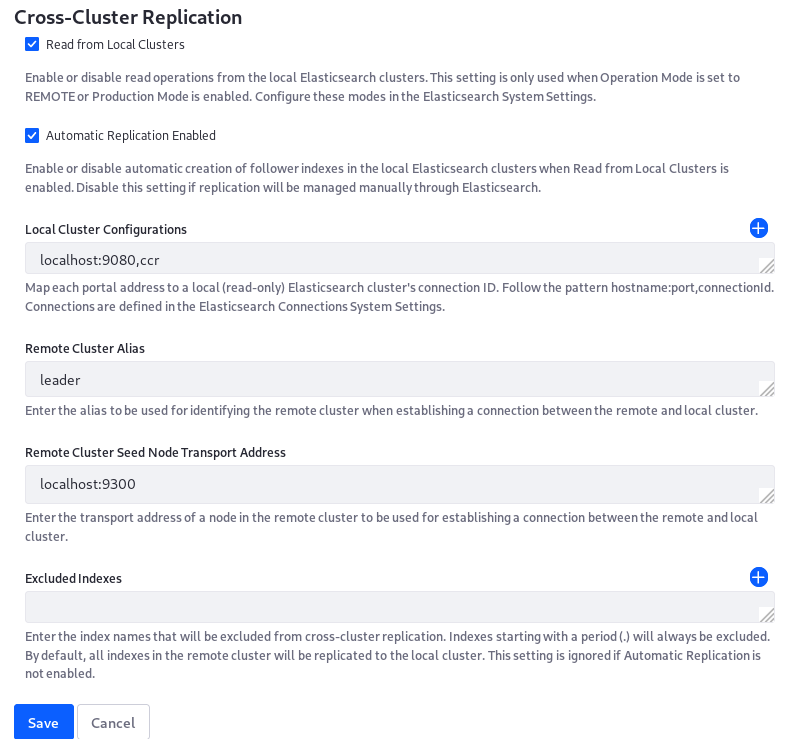 Cross-Cluster Replication
Read from Local Clusters
Enable or disable read operations from the local Elasticsearch clusters. This setting is only used when Operation Mode is set to
REMOTE or Production Mode is enabled. Configure these modes in the Elasticsearch System Settings.
Automatic Replication Enabled
Enable or disable automatic creation of follower indexes in the local Elasticsearch clusters when Read from Local Clusters is
enabled. Disable this setting if replication will be managed manually through Elasticsearch.
Local Cluster Configurations
localhost:9080,ccr
Map each portal address to a local (read-only) Elasticsearch cluster's connection ID. Follow the pattern hostname:port,connectionId.
Connections are defined in the Elasticsearch Connections System Settings.
Remote Cluster Alias
leader
Enter the alias to be used for identifying the remote cluster when establishing a connection between the remote and local cluster.
Remote Cluster Seed Node Transport Address
localhost:9300
Enter the transport address of a node in the remote cluster to be used for establishing a connection between the remote and local
cluster.
Excluded Indexes
Enter the index names that will be excluded from cross-cluster replication. Indexes starting with a period (.) will always be excluded.
By default, all indexes in the remote cluster will be replicated to the local cluster. This setting is ignored if Automatic Replication is
not enabled.
Save Cancel